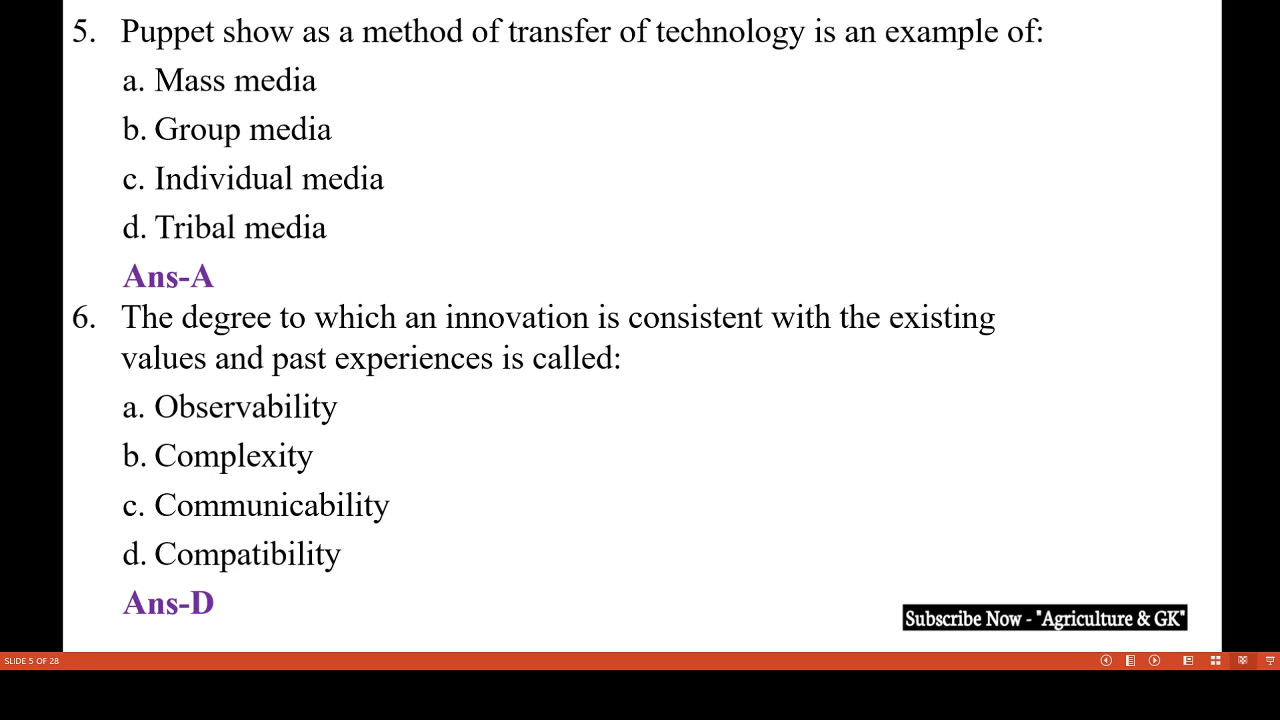 5. Puppet show as a method of transfer of technology is an example of:
a. Mass media
b. Group media
c. Individual media
d. Tribal media
Ans-A
6. The degree to which an innovation is consistent with the existing
values and past experiences is called:
a. Observability
b. Complexity
c. Communicability
d. Compatibility
Ans-D
Subscribe Now - "Agriculture & GK"
SLIDE 5 OF 28